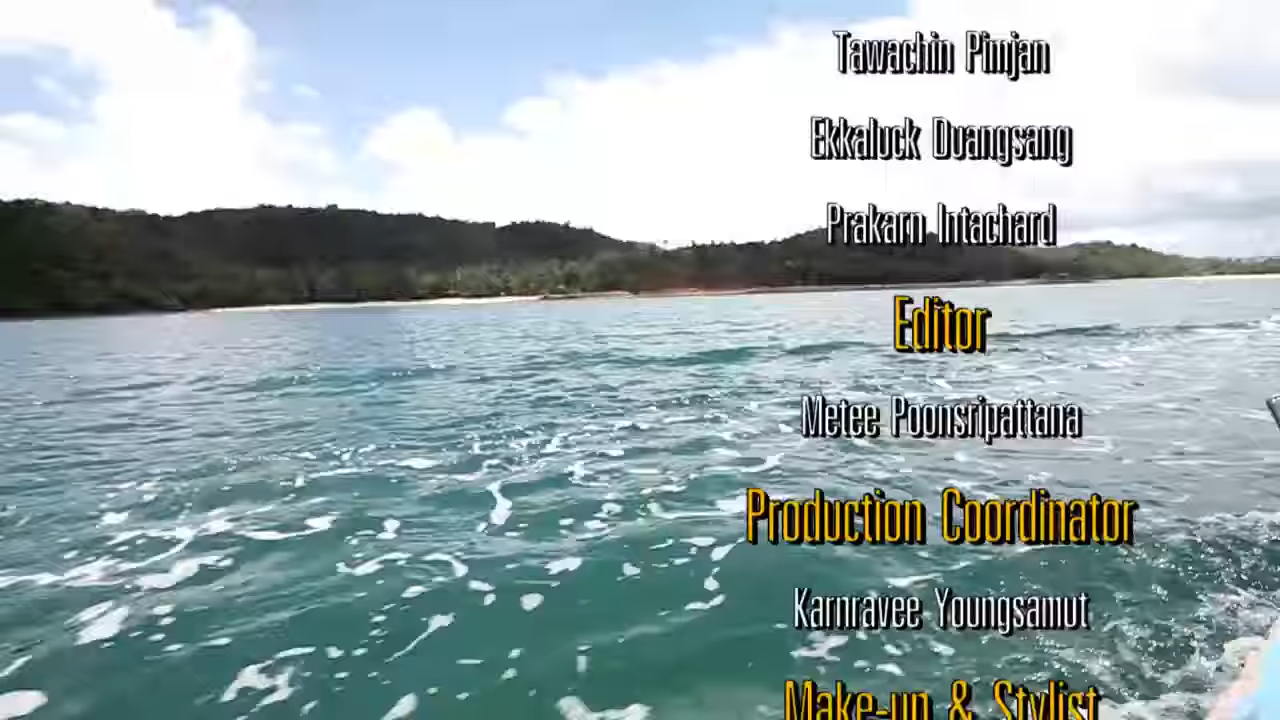 Tawachin Pimjan
Ekkaluck Duangsang
Prakarn Intachard
Editor
Metee Poonsripattana
Production Coordinator
Karnravee Youngsamut
Make-up & Stylist